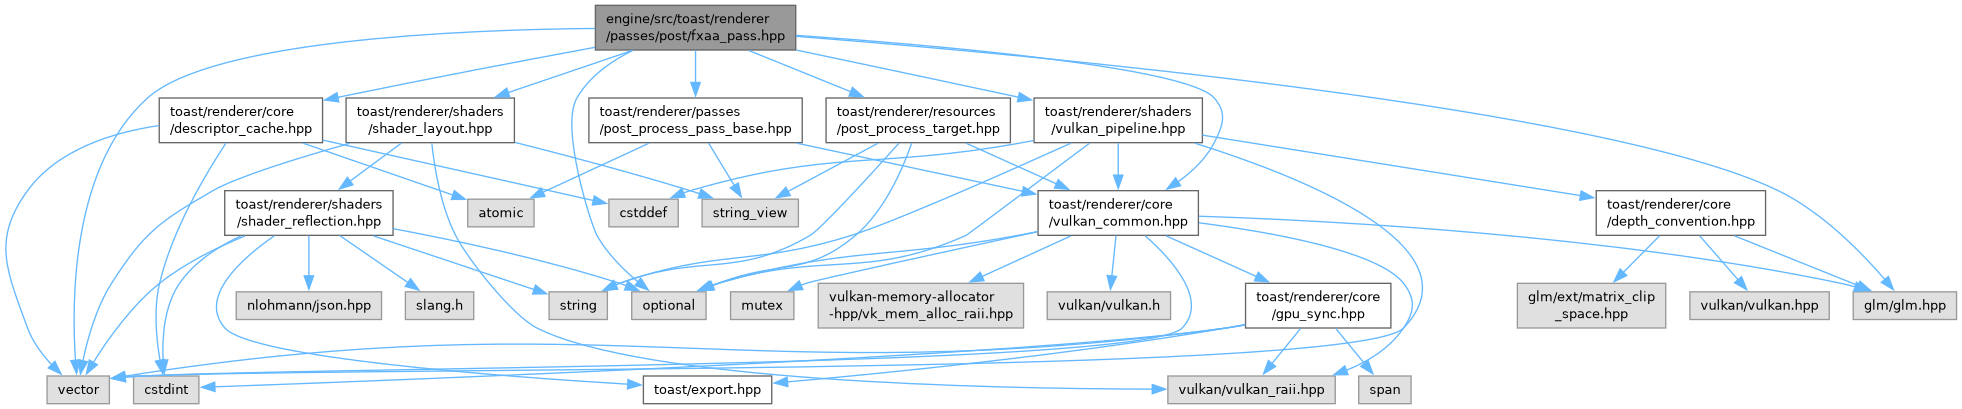 engine/src/toast/renderer
/passes/post/fxaa_pass.hpp
toast/renderer/core
/descriptor_cache.hpp
toast/renderer/shaders
/shader_layout.hpp
toast/renderer/passes
/post_process_pass_base.hpp
toast/renderer/resources
/post_process_target.hpp
toast/renderer/shaders
/vulkan_pipeline.hpp
toast/renderer/shaders
/shader_reflection.hpp
atomic
cstddef
string_view
toast/renderer/core
/vulkan_common.hpp
toast/renderer/core
/depth_convention.hpp
nlohmann/json.hpp
slang.h
string
optional
mutex
vulkan-memory-allocator
-hpp/vk_mem_alloc_raii.hpp
vulkan/vulkan.h
toast/renderer/core
/gpu_sync.hpp
glm/ext/matrix_clip
_space.hpp
vulkan/vulkan.hpp
glm/glm.hpp
vector
cstdint
toast/export.hpp
vulkan/vulkan_raii.hpp
span